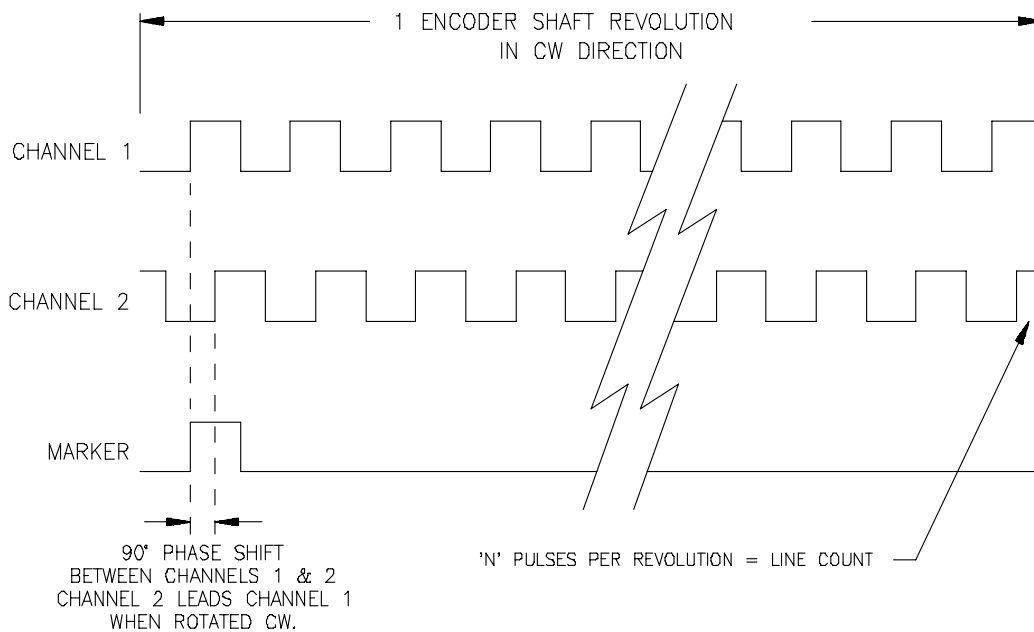 1 ENCODER SHAFT REVOLUTION
IN CW DIRECTION
CHANNEL 1
CHANNEL 2
MARKER
90° PHASE SHIFT
BETWEEN CHANNELS 1 & 2
CHANNEL 2 LEADS CHANNEL 1
WHEN ROTATED CW.
'N' PULSES PER REVOLUTION = LINE COUNT